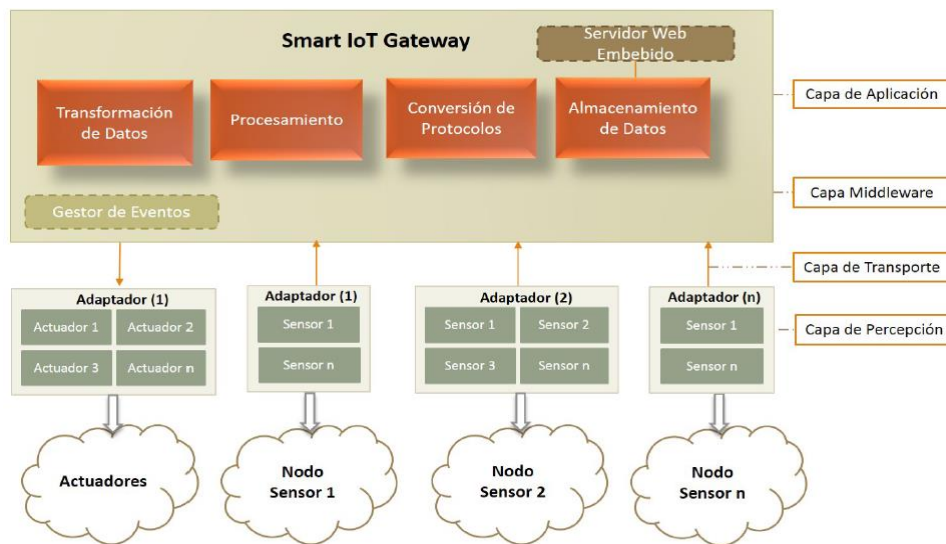 Smart IoT Gateway
Servidor Web
Embebido
Transformación
de Datos
Procesamiento
Conversión de
Protocolos
Almacenamiento
de Datos
Gestor de Eventos
Capa de Aplicación
Capa Middleware
Capa de Transporte
Capa de Percepción
Adaptador (1)
Actuador 1
Actuador 2
Actuador 3
Actuador n
Adaptador (1)
Sensor 1
Sensor n
Adaptador (2)
Sensor 1
Sensor 2
Sensor 3
Sensor n
Adaptador (n)
Sensor 1
Sensor n
Actuadores
Nodo
Sensor 1
Nodo
Sensor 2
Nodo
Sensor n